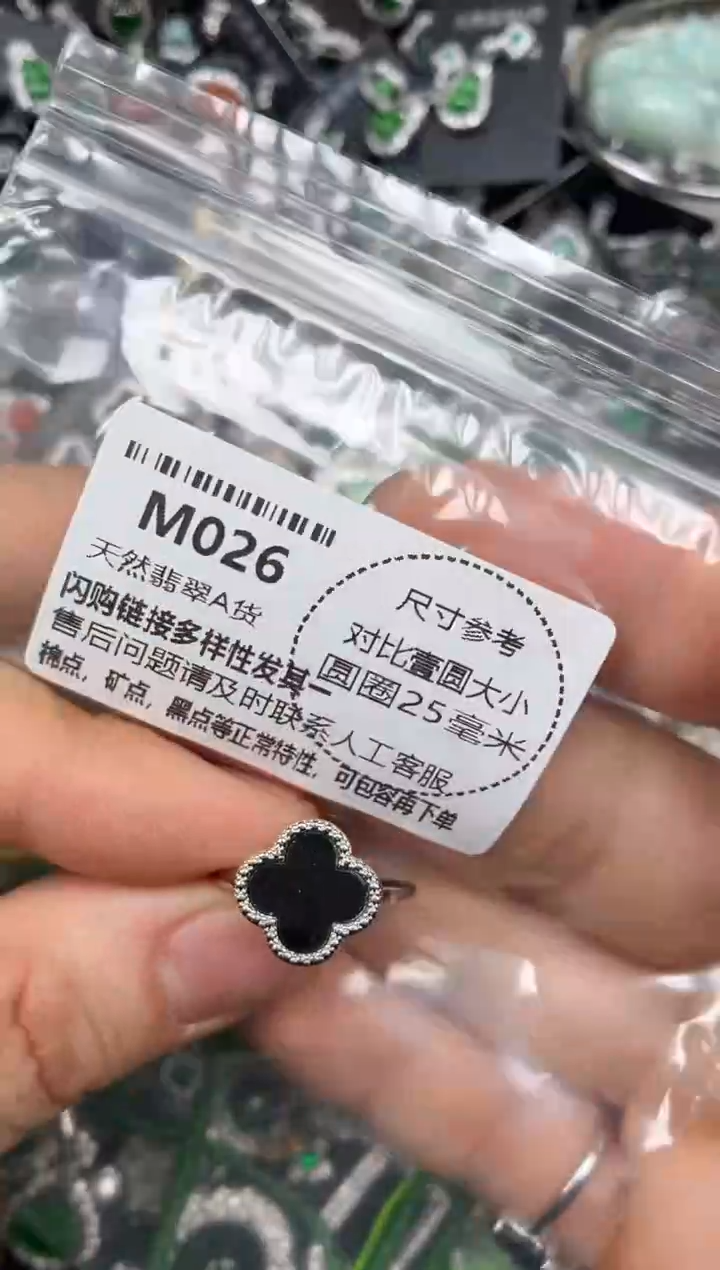 M026
天然翡翠A货
闪购链接多样性发其一
售后问题请及时联系人工客服
棉点，矿点，黑点等正常特性，可包容再下单
尺寸参考
对比壹圆大小
圆圈25毫米